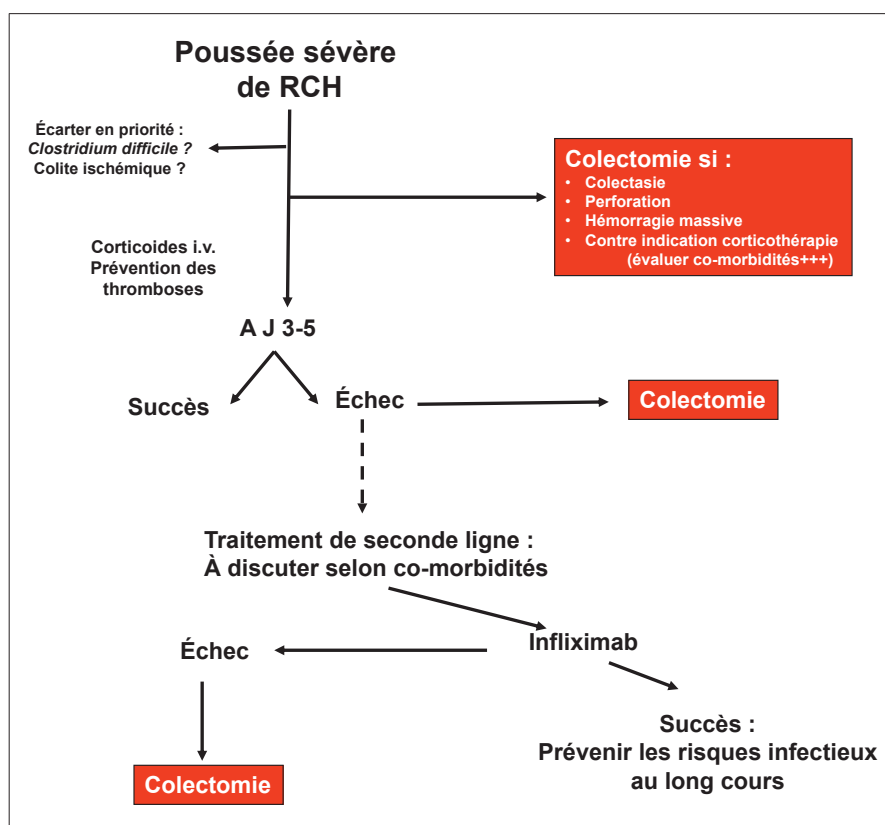 Poussée sévère
de RCH
Écarter en priorité :
Clostridium difficile ?
Colite ischémique ?
Colectomie si :
• Colectasie
• Perforation
• Hémorragie massive
• Contre indication corticothérapie
(évaluer co-morbidités+++)
Corticoides i.v.
Prévention des
thromboses
A J 3-5
Succès
Échec
Colectomie
Traitement de seconde ligne :
À discuter selon co-morbidités
Infliximab
Échec
Succès :
Prévenir les risques infectieux
au long cours
Colectomie